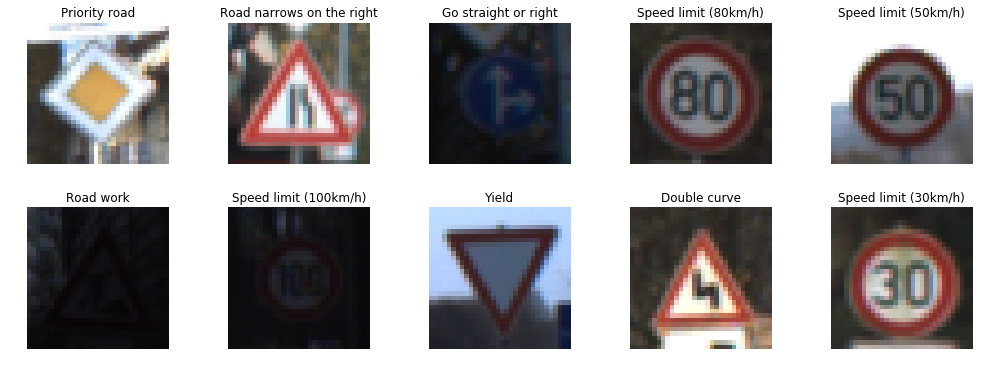 Priority road
Road narrows on the right
Go straight or right
Speed limit (80km/h)
Speed limit (50km/h)
80
50
Road work
Speed limit (100km/h)
Yield
Double curve
Speed limit (30km/h)
100
30